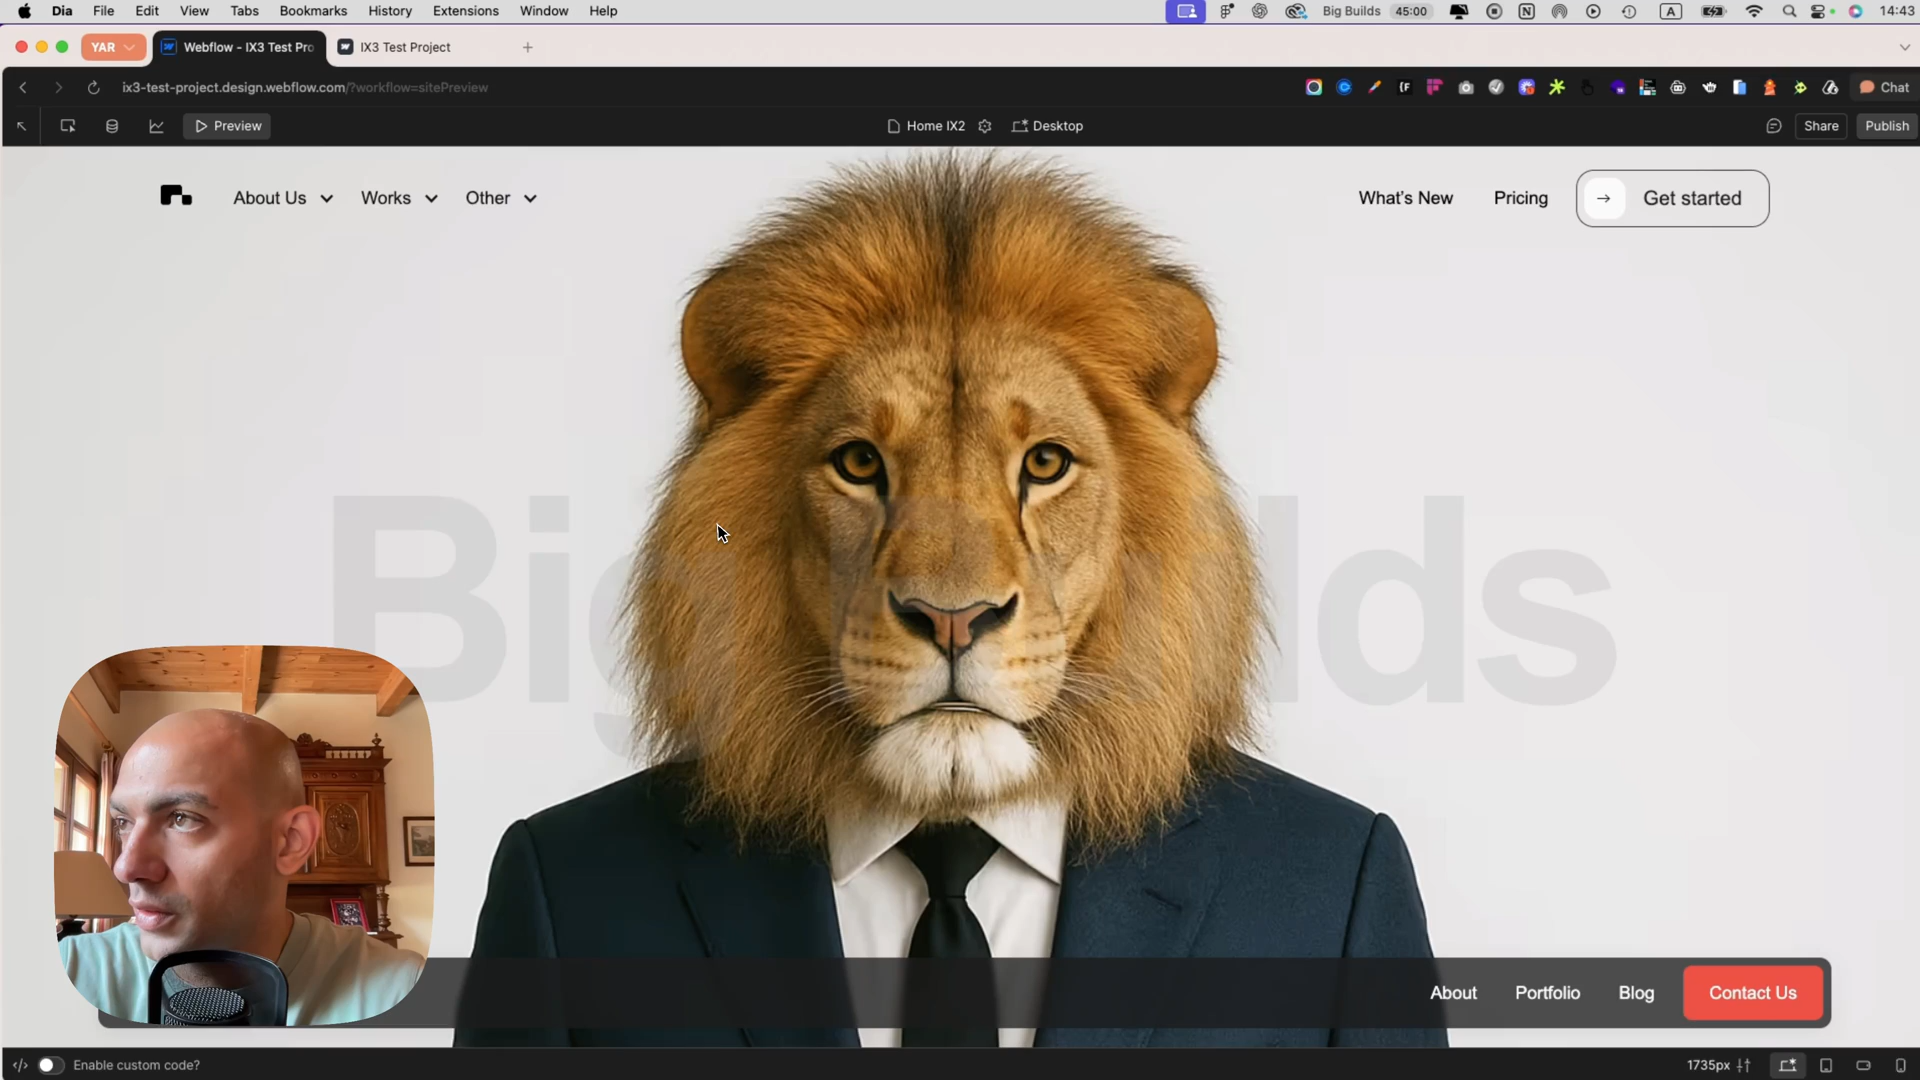 Dia File Edit View Tabs Bookmarks History Extensions Window Help Big Builds 45:00 A 14:43
YAR Webflow - IX3 Test Pro IX3 Test Project
ix3-test-project.design.webflow.com/?workflow=sitePreview Chat
Preview Home IX2 Desktop Share Publish
About Us Works Other What's New Pricing Get started
Big Builds
About Portfolio Blog Contact Us
Enable custom code? 1735px